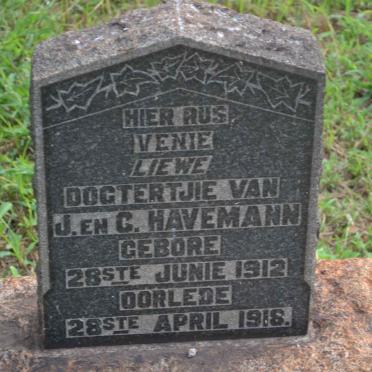 HIER RUS
VENIE
LIEWE
DOGTERTJIE VAN
J. EN C. HAVEMANN
GEBORE
28STE JUNIE 1912
OORLEDE
28STE APRIL 1918.